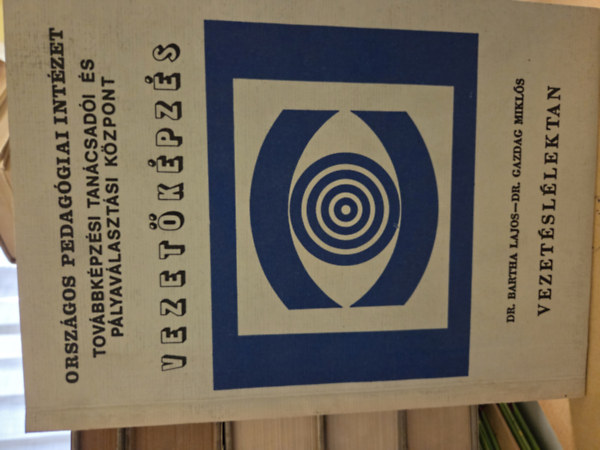 ORSZÁGOS PEDAGÓGIAI INTÉZET
TOVÁBBKÉPZÉSI TANÁCSADÓI ÉS
PÁLYAVÁLASZTÁSI KÖZPONT
VEZETŐKÉPZÉS
DR. BARTHA LAJOS—DR. GAZDAG MIKLÓS
VEZETÉSLÉLEKTAN